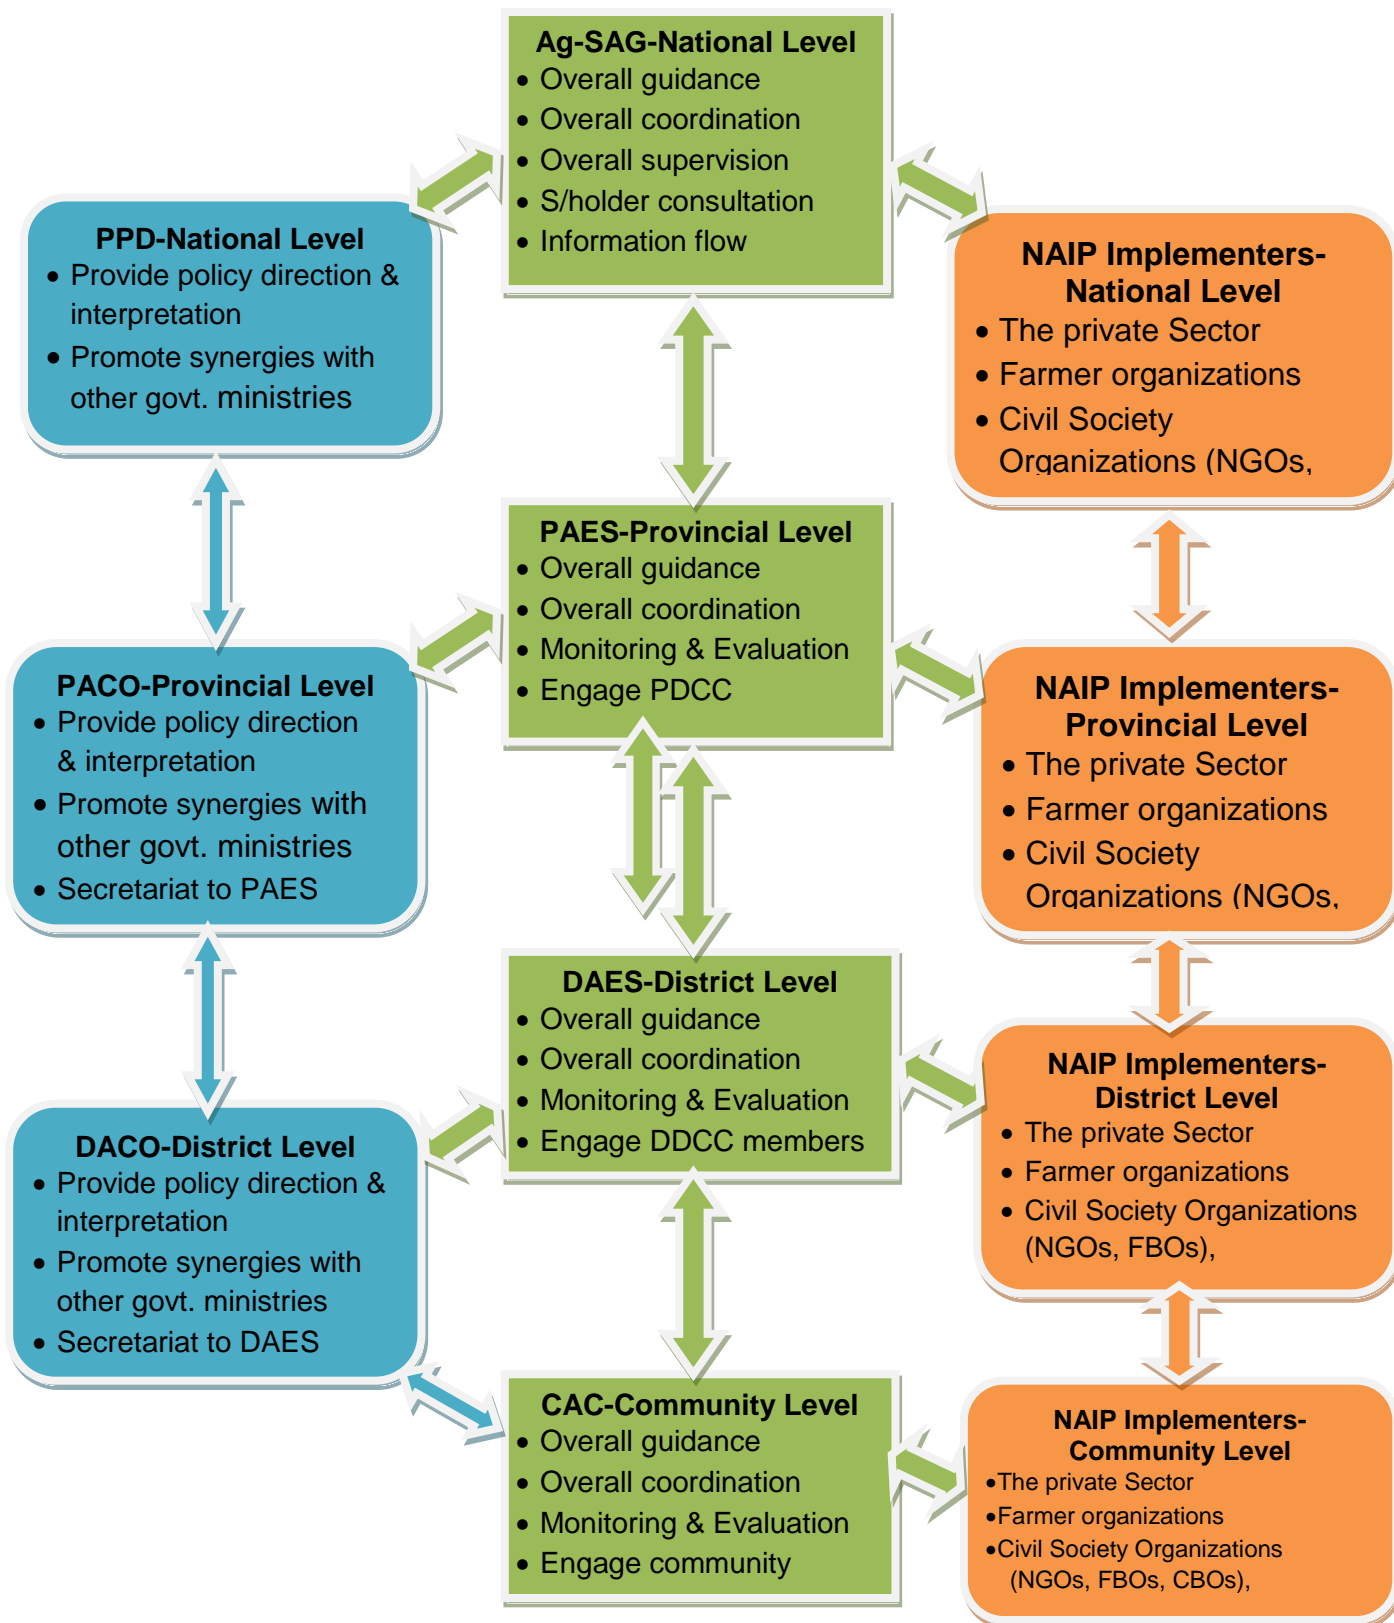 Ag-SAG-National Level
• Overall guidance
• Overall coordination
• Overall supervision
• S/holder consultation
• Information flow
PPD-National Level
• Provide policy direction &
interpretation
• Promote synergies with
other govt. ministries
NAIP Implementers-
National Level
• The private Sector
• Farmer organizations
• Civil Society
Organizations (NGOs,
PAES-Provincial Level
• Overall guidance
• Overall coordination
• Monitoring & Evaluation
• Engage PDCC
PACO-Provincial Level
• Provide policy direction
& interpretation
• Promote synergies with
other govt. ministries
• Secretariat to PAES
NAIP Implementers-
Provincial Level
• The private Sector
• Farmer organizations
• Civil Society
Organizations (NGOs,
DAES-District Level
• Overall guidance
• Overall coordination
• Monitoring & Evaluation
• Engage DDCC members
DACO-District Level
• Provide policy direction &
interpretation
• Promote synergies with
other govt. ministries
• Secretariat to DAES
NAIP Implementers-
District Level
• The private Sector
• Farmer organizations
• Civil Society Organizations
(NGOs, FBOs),
CAC-Community Level
• Overall guidance
• Overall coordination
• Monitoring & Evaluation
• Engage community
NAIP Implementers-
Community Level
•The private Sector
•Farmer organizations
•Civil Society Organizations
(NGOs, FBOs, CBOs),